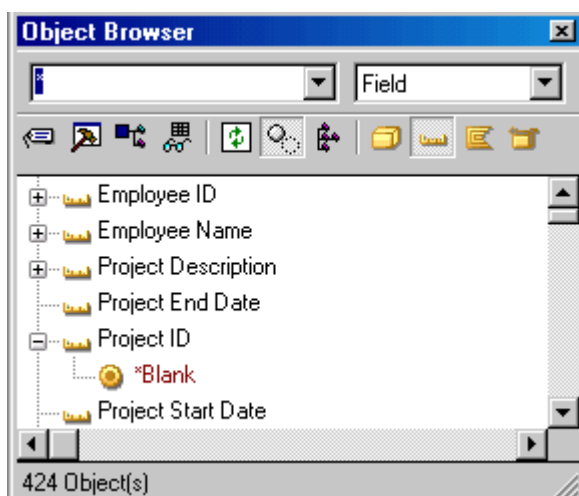 Object Browser
*
Field
Employee ID
Employee Name
Project Description
Project End Date
Project ID
*Blank
Project Start Date
424 Object(s)